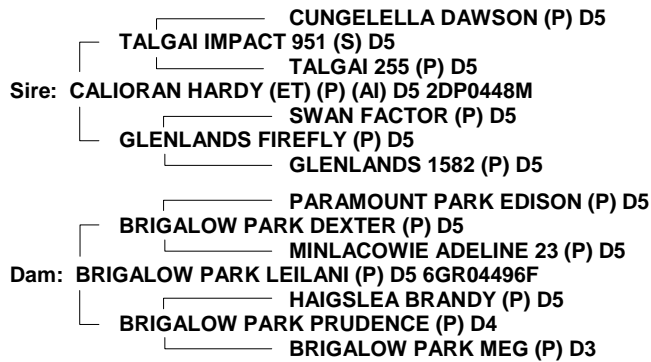 CUNGELELLA DAWSON (P) D5
TALGAI IMPACT 951 (S) D5
TALGAI 255 (P) D5
Sire: CALIORAN HARDY (ET) (P) (AI) D5 2DP0448M
SWAN FACTOR (P) D5
GLENLANDS FIREFLY (P) D5
GLENLANDS 1582 (P) D5
PARAMOUNT PARK EDISON (P) D5
BRIGALOW PARK DEXTER (P) D5
MINLACOWIE ADELINE 23 (P) D5
Dam: BRIGALOW PARK LEILANI (P) D5 6GR04496F
HAIGSLEA BRANDY (P) D5
BRIGALOW PARK PRUDENCE (P) D4
BRIGALOW PARK MEG (P) D3